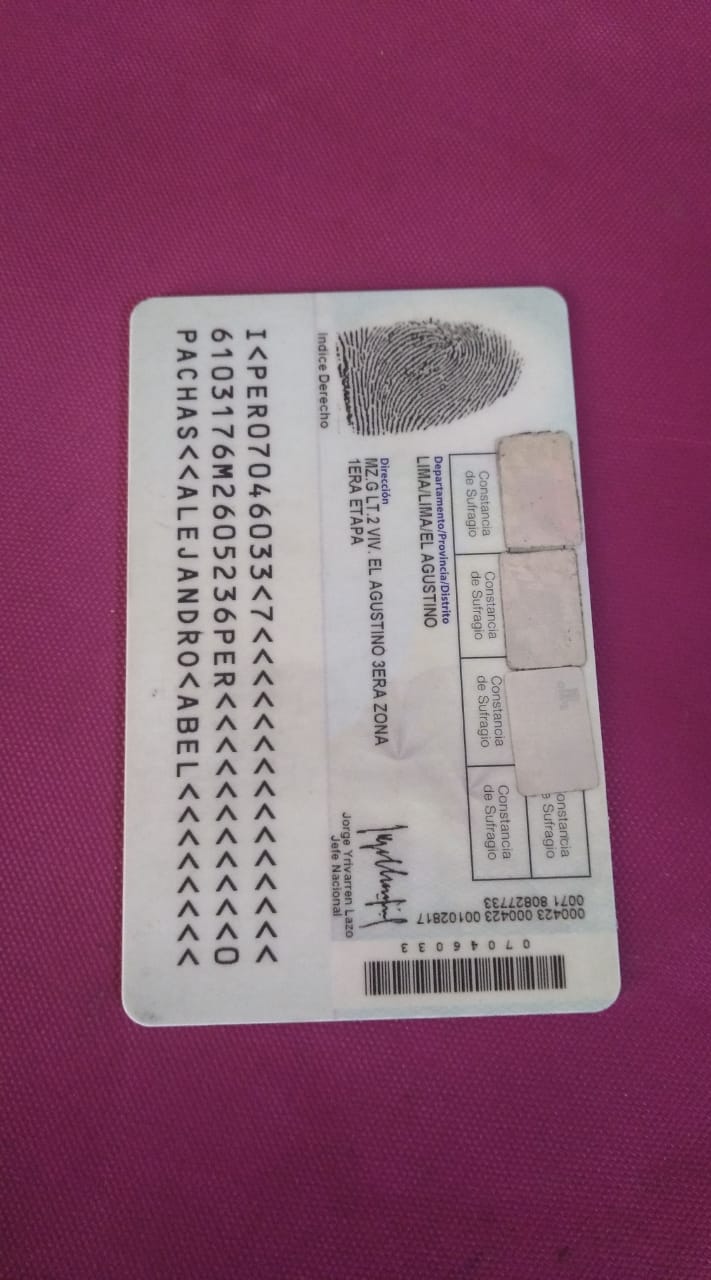 Constancia
de Sufragio
Constancia
de Sufragio
Constancia
de Sufragio
Constancia
de Sufragio
Sufragio
Departamento/Provincia/Distrito
LIMA/LIMA/EL AGUSTINO
Dirección
MZ.G LT.2 VIV. EL AGUSTINO 3ERA ZONA
1ERA ETAPA
Indice Derecho
Jorge Yrivarren Lazo
Jefe Nacional
0071 80827733
000423 000423 00102817
07046033
I<PER07046033<7<<<<<<<<<<<<<<<
6103176M2605236PER<<<<<<<<<<<0
PACHAS<<ALEJANDRO<ABEL<<<<<<<<